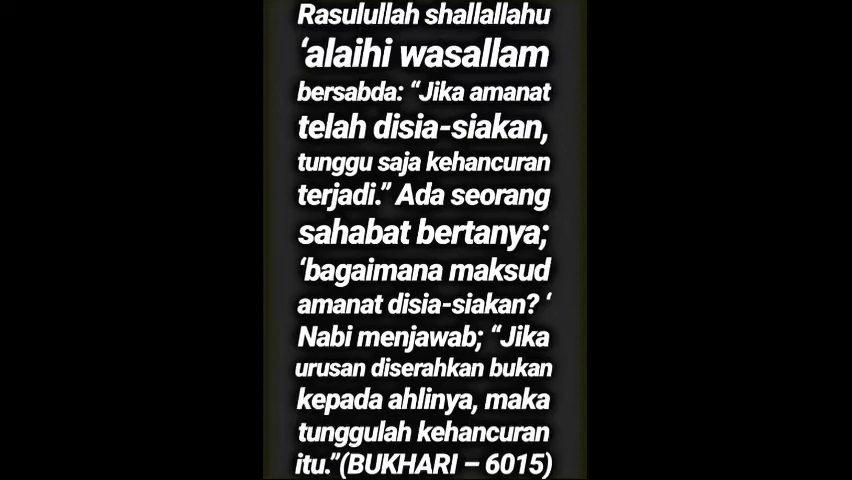 Rasulullah shallallahu
‘alaihi wasallam
bersabda: “Jika amanat
telah disia-siakan,
tunggu saja kehancuran
terjadi.” Ada seorang
sahabat bertanya;
‘bagaimana maksud
amanat disia-siakan? ‘
Nabi menjawab; “Jika
urusan diserahkan bukan
kepada ahlinya, maka
tunggulah kehancuran
itu.”(BUKHARI – 6015)